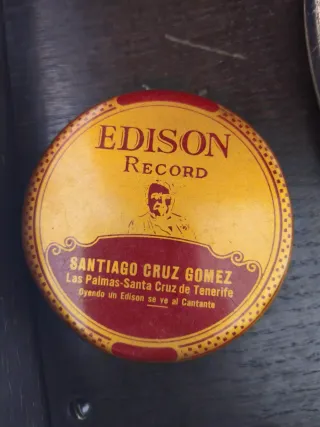 EDISON
RECORD
SANTIAGO CRUZ GOMEZ
Las Palmas-Santa Cruz de Tenerife
Oyendo un Edison se ve al Cantante